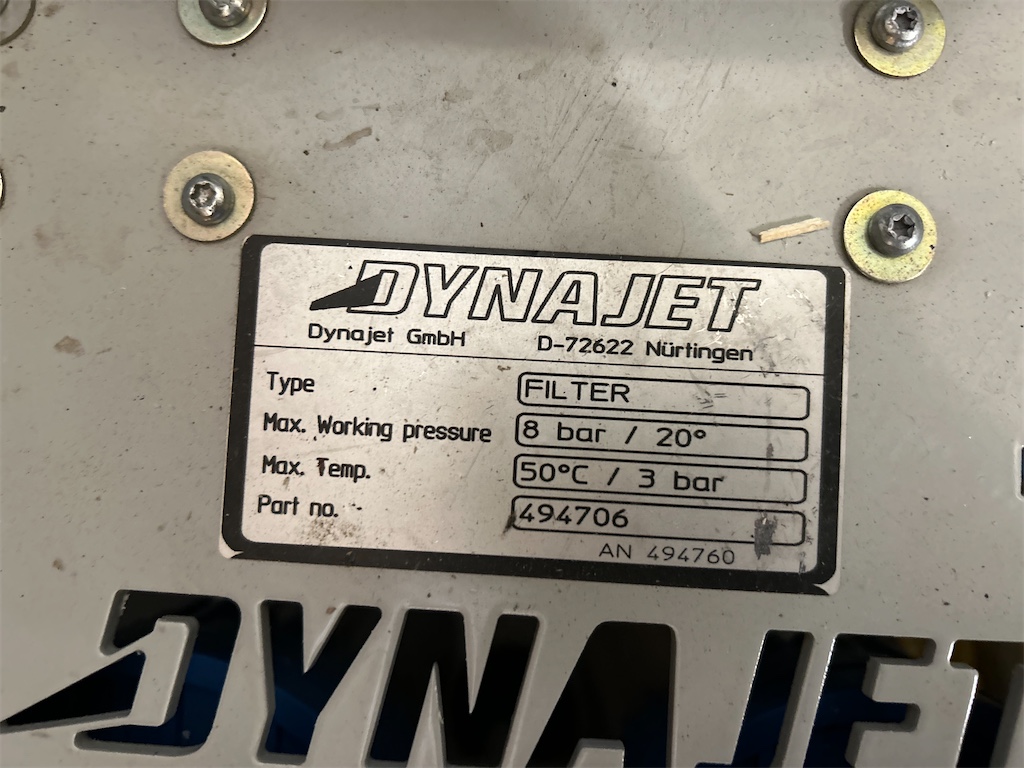 DYNAJET
Dynajet GmbH D-72622 Nürtingen
Type FILTER
Max. Working pressure 8 bar / 20°
Max. Temp. 50°C / 3 bar
Part no. 494706
AN 494760
DYNAJET